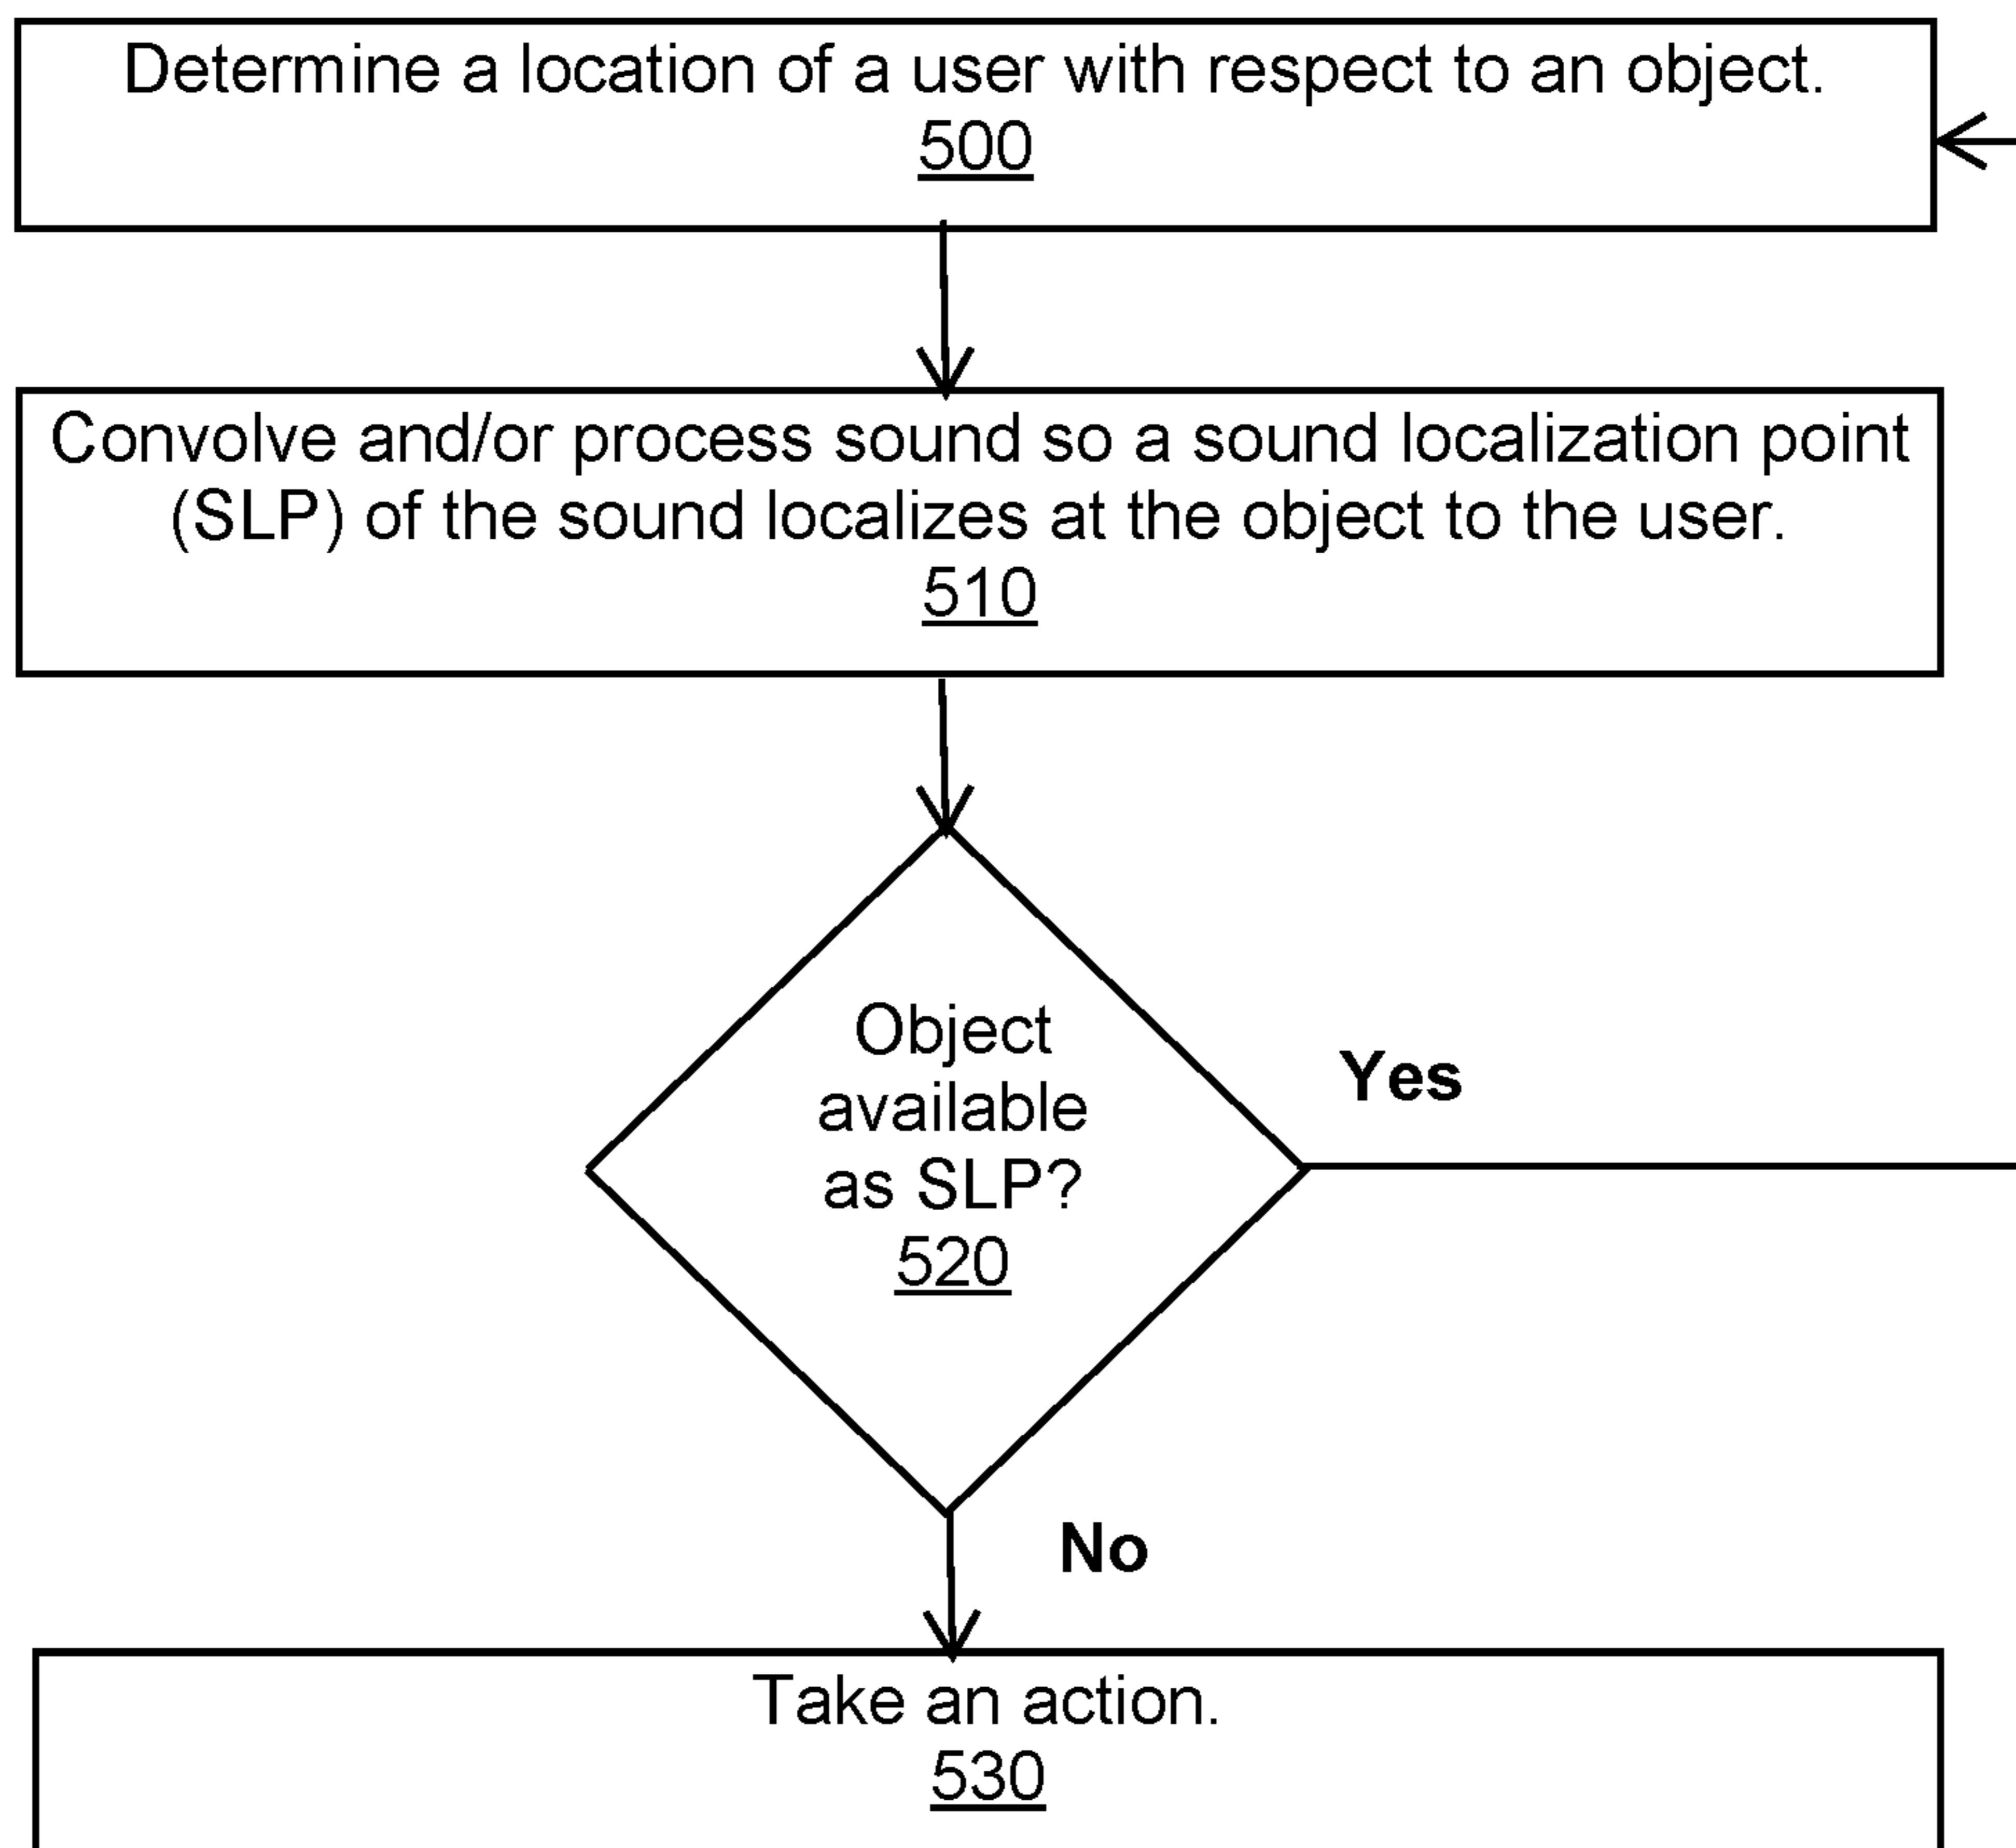 Determine a location of a user with respect to an object.
500
Convolve and/or process sound so a sound localization point
(SLP) of the sound localizes at the object to the user.
510
Object
available
as SLP?
520
Yes
No
Take an action.
530